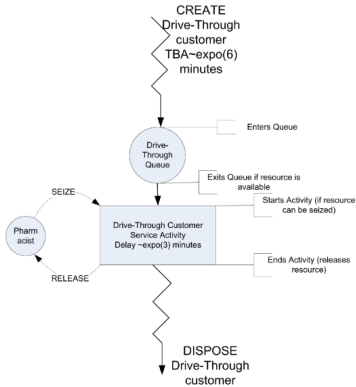 CREATE
Drive-Through
customer
TBA~expo(6)
minutes
Enters Queue
Drive-
Through
Queue
Exits Queue if resource is
available
SEIZE
Starts Activity (if resource
can be seized)
Pharm
acist
Drive-Through Customer
Service Activity
Delay ~expo(3) minutes
RELEASE
Ends Activity (releases
resource)
DISPOSE
Drive-Through
customer